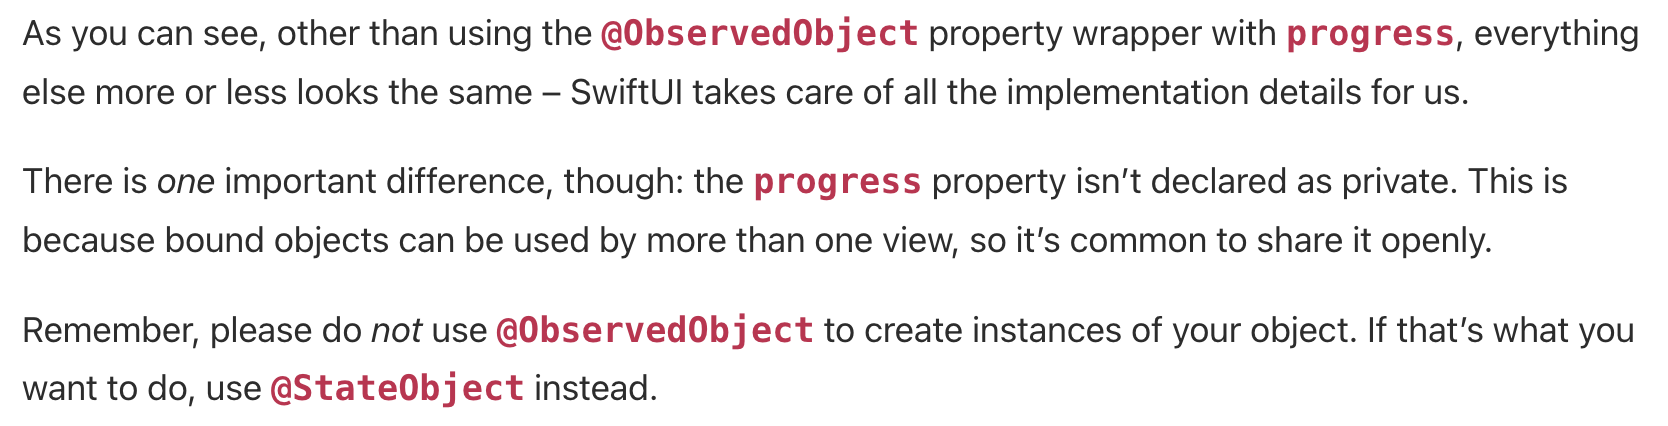 As you can see, other than using the @ObservedObject property wrapper with progress, everything
else more or less looks the same – SwiftUI takes care of all the implementation details for us.
There is one important difference, though: the progress property isn’t declared as private. This is
because bound objects can be used by more than one view, so it’s common to share it openly.
Remember, please do not use @ObservedObject to create instances of your object. If that’s what you
want to do, use @StateObject instead.